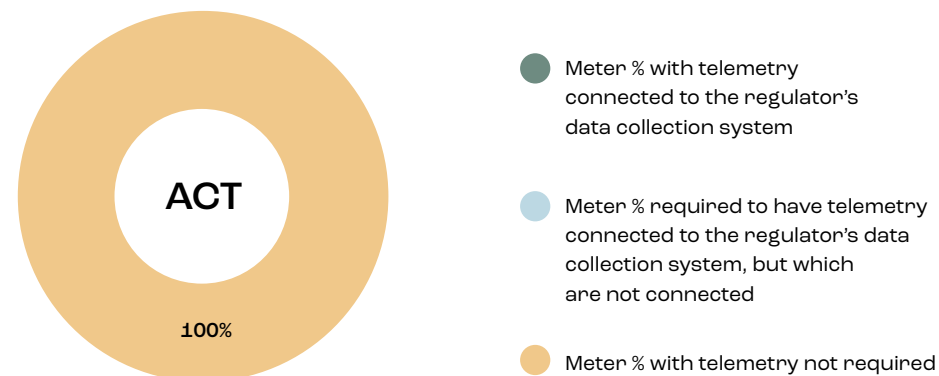 ACT
100%
Meter % with telemetry
connected to the regulator’s
data collection system
Meter % required to have telemetry
connected to the regulator’s data
collection system, but which
are not connected
Meter % with telemetry not required